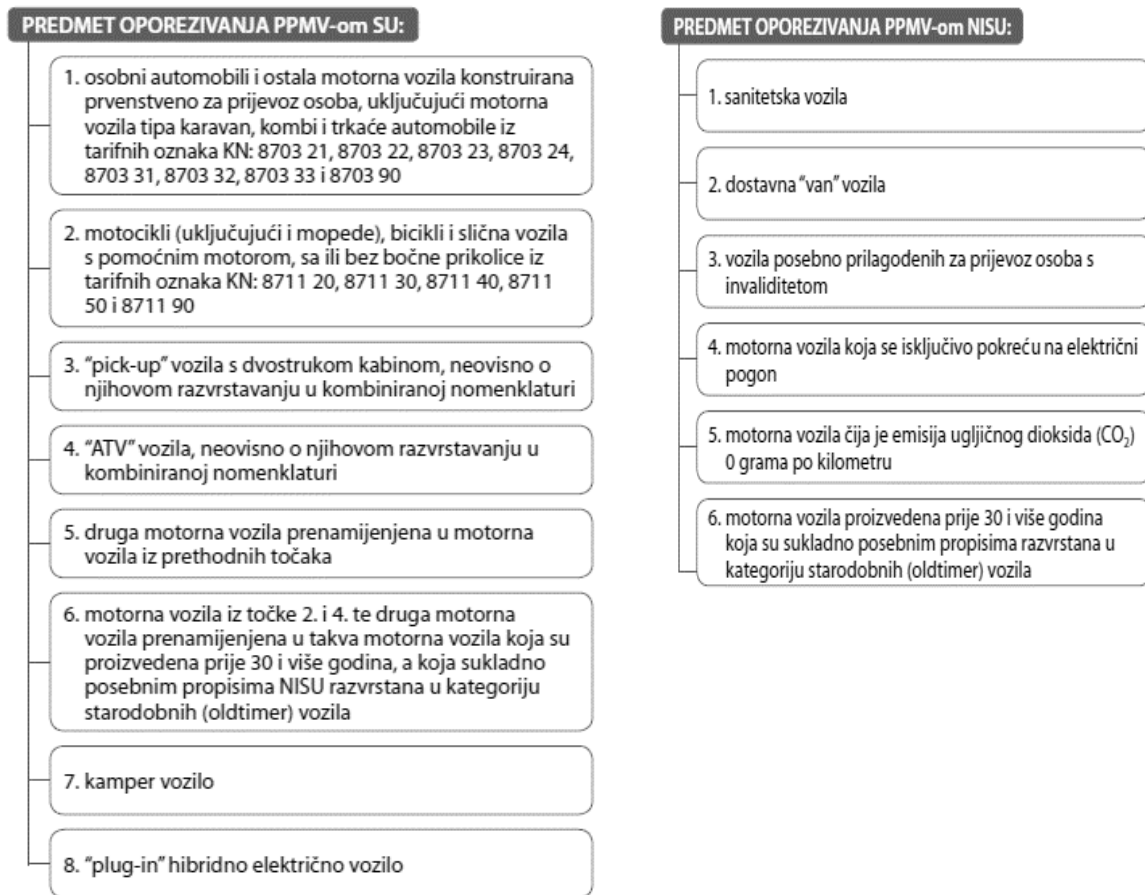 PREDMET OPOREZIVANJA PPMV-om SU:
1. osobni automobili i ostala motorna vozila konstruirana
prvenstveno za prijevoz osoba, uključujući motorna
vozila tipa karavan, kombi i trkaće automobile iz
tarifnih oznaka KN: 8703 21, 8703 22, 8703 23, 8703 24,
8703 31, 8703 32, 8703 33 i 8703 90
2. motocikli (uključujući i mopede), bicikli i slična vozila
s pomoćnim motorom, sa ili bez bočne prikolice iz
tarifnih oznaka KN: 8711 20, 8711 30, 8711 40, 8711
50 i 8711 90
3. “pick-up” vozila s dvostrukom kabinom, neovisno o
njihovom razvrstavanju u kombiniranoj nomenklaturi
4. “ATV” vozila, neovisno o njihovom razvrstavanju u
kombiniranoj nomenklaturi
5. druga motorna vozila prenamijenjena u motorna
vozila iz prethodnih točaka
6. motorna vozila iz točke 2. i 4. te druga motorna
vozila prenamijenjena u takva motorna vozila koja su
proizvedena prije 30 i više godina, a koja sukladno
posebnim propisima NISU razvrstana u kategoriju
starodobnih (oldtimer) vozila
7. kamper vozilo
8. “plug-in” hibridno električno vozilo
PREDMET OPOREZIVANJA PPMV-om NISU:
1. sanitetska vozila
2. dostavna “van” vozila
3. vozila posebno prilagođenih za prijevoz osoba s
invaliditetom
4. motorna vozila koja se isključivo pokreću na električni
pogon
5. motorna vozila čija je emisija ugljičnog dioksida (CO₂)
0 grama po kilometru
6. motorna vozila proizvedena prije 30 i više godina
koja su sukladno posebnim propisima razvrstana u
kategoriju starodobnih (oldtimer) vozila